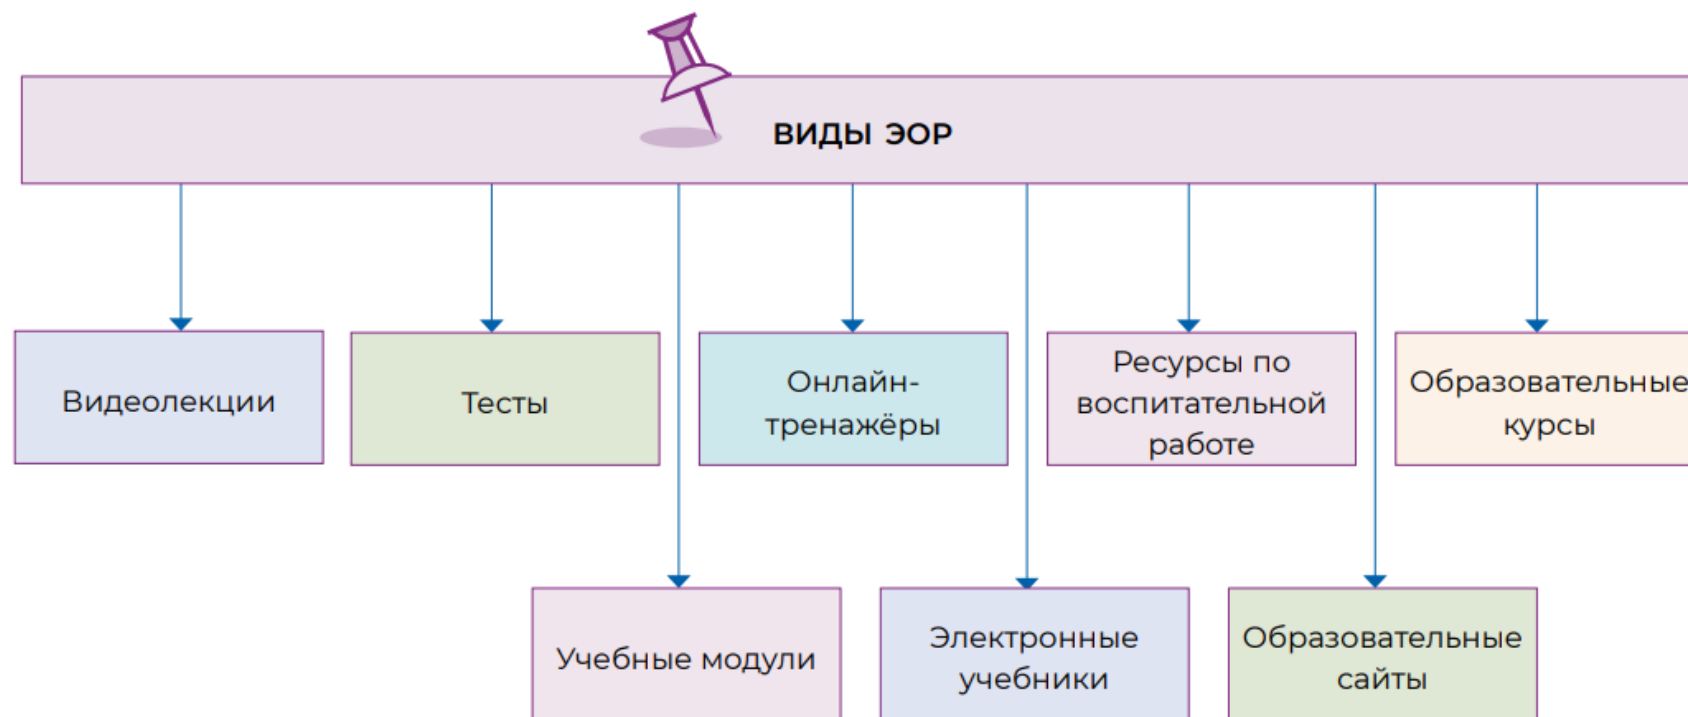 ВИДЫ ЭОР
Видеолекции
Тесты
Онлайн-
тренажёры
Ресурсы по
воспитательной
работе
Образовательные
курсы
Учебные модули
Электронные
учебники
Образовательные
сайты